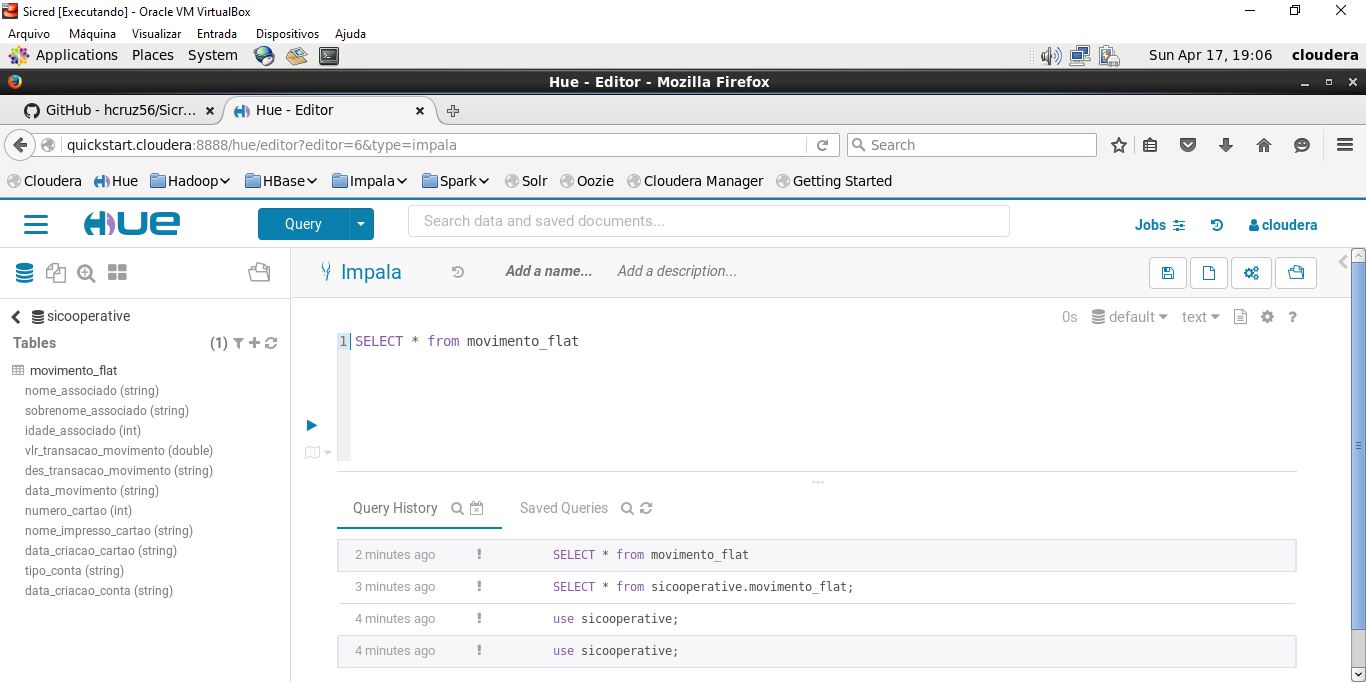 Sicred [Executando] - Oracle VM VirtualBox
Arquivo Máquina Visualizar Entrada Dispositivos Ajuda
Applications Places System Sun Apr 17, 19:06 cloudera
Hue - Editor - Mozilla Firefox
GitHub - hcruz56/Sicr... Hue - Editor
quickstart.cloudera:8888/hue/editor?editor=6&type=impala Search
Cloudera Hue Hadoop HBase Impala Spark Solr Oozie Cloudera Manager Getting Started
HUE Query Search data and saved documents... Jobs cloudera
Impala Add a name... Add a description...
sicooperative
0s default text ?
Tables (1)
1 SELECT * from movimento_flat
movimento_flat
nome_associado (string)
sobrenome_associado (string)
idade_associado (int)
vlr_transacao_movimento (double)
des_transacao_movimento (string)
data_movimento (string)
numero_cartao (int)
nome_impresso_cartao (string)
data_criacao_cartao (string)
tipo_conta (string)
data_criacao_conta (string)
Query History Saved Queries
2 minutes ago ! SELECT * from movimento_flat
3 minutes ago ! SELECT * from sicooperative.movimento_flat;
4 minutes ago ! use sicooperative;
4 minutes ago ! use sicooperative;